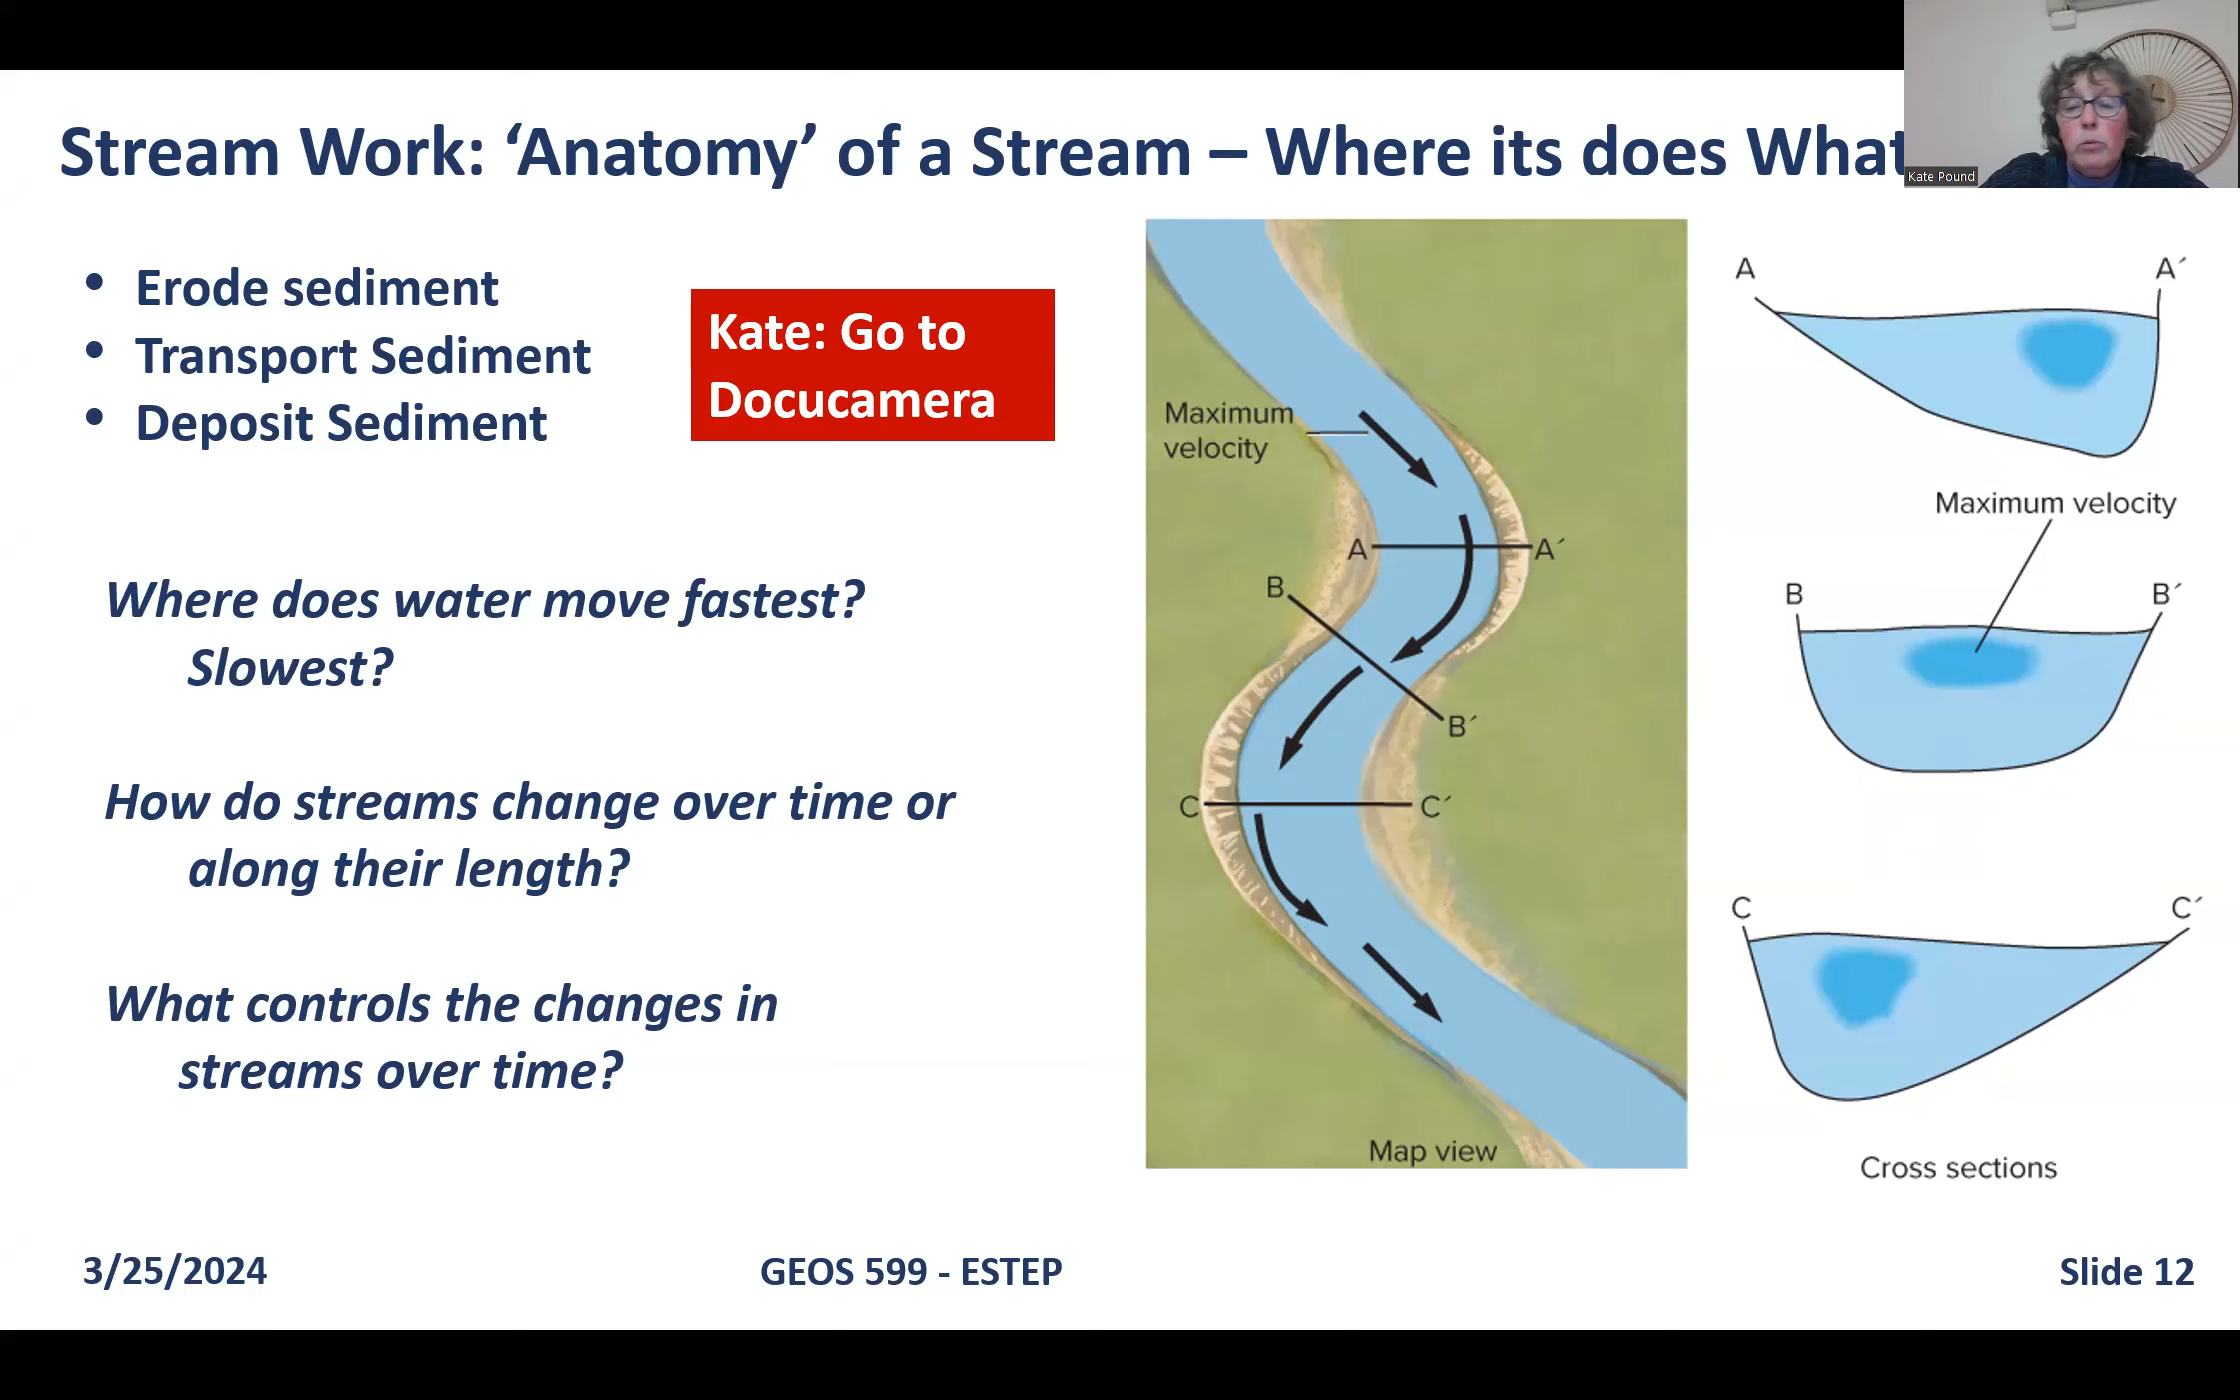 Stream Work: ‘Anatomy’ of a Stream – Where its does What
Kate Pound
• Erode sediment
• Transport Sediment
• Deposit Sediment
Kate: Go to
Docucamera
Where does water move fastest?
Slowest?
How do streams change over time or
along their length?
What controls the changes in
streams over time?
Maximum
velocity
A
A´
B
B´
C
C´
Map view
A
A´
Maximum velocity
B
B´
C
C´
Cross sections
3/25/2024
GEOS 599 - ESTEP
Slide 12